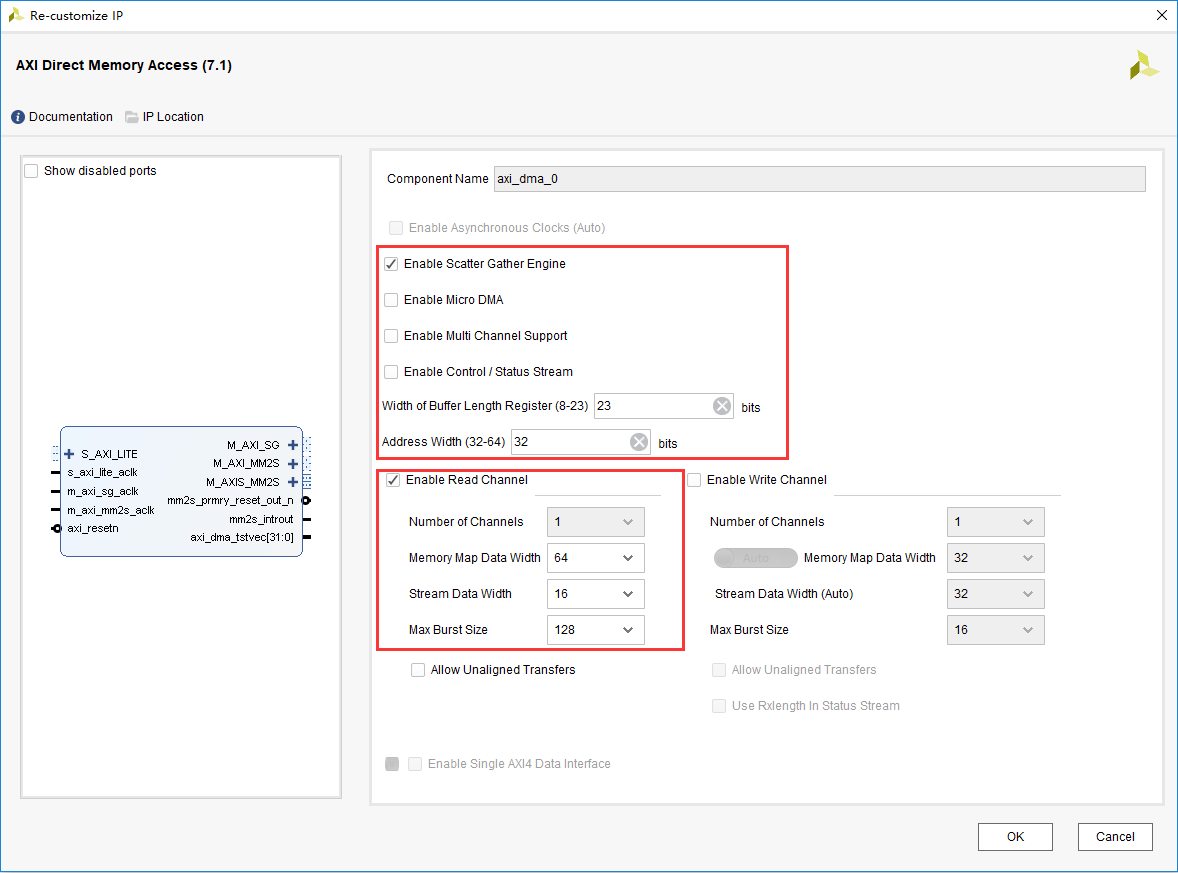 Re-customize IP
AXI Direct Memory Access (7.1)
Documentation IP Location
Show disabled ports
S_AXI_LITE
s_axi_lite_aclk
m_axi_sg_aclk
m_axi_mm2s_aclk
axi_resetn
M_AXI_SG
M_AXI_MM2S
M_AXIS_MM2S
mm2s_prmry_reset_out_n
mm2s_introut
axi_dma_tstvec[31:0]
Component Name axi_dma_0
Enable Asynchronous Clocks (Auto)
Enable Scatter Gather Engine
Enable Micro DMA
Enable Multi Channel Support
Enable Control / Status Stream
Width of Buffer Length Register (8-23) 23 bits
Address Width (32-64) 32 bits
Enable Read Channel
Number of Channels 1
Memory Map Data Width 64
Stream Data Width 16
Max Burst Size 128
Allow Unaligned Transfers
Enable Write Channel
Number of Channels 1
Auto Memory Map Data Width 32
Stream Data Width (Auto) 32
Max Burst Size 16
Allow Unaligned Transfers
Use Rxlength In Status Stream
Enable Single AXI4 Data Interface
OK Cancel